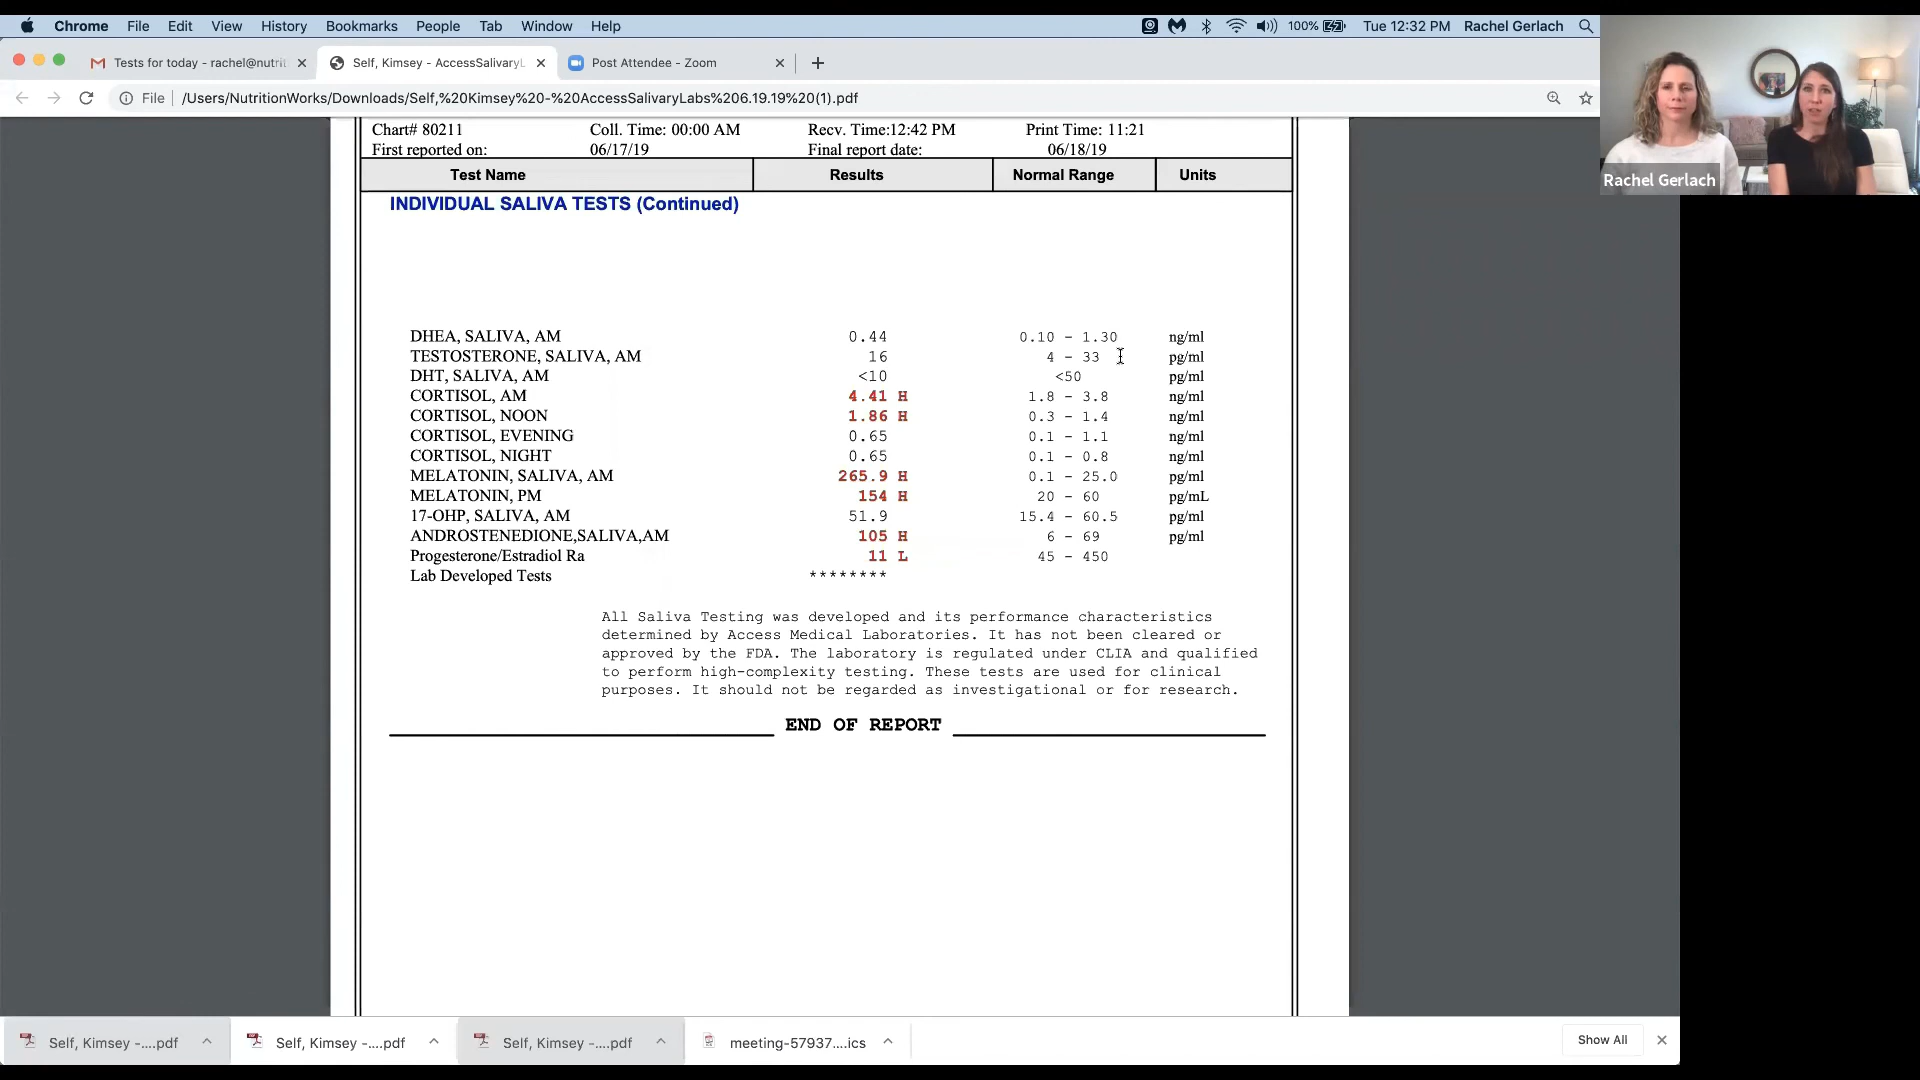 Chrome File Edit View History Bookmarks People Tab Window Help 100% Tue 12:32 PM Rachel Gerlach
Tests for today - rachel@nutrit Self, Kimsey - AccessSalivaryL Post Attendee - Zoom
File /Users/NutritionWorks/Downloads/Self,%20Kimsey%20-%20AccessSalivaryLabs%206.19.19%20(1).pdf
Rachel Gerlach
Chart# 80211 Coll. Time: 00:00 AM Recv. Time:12:42 PM Print Time: 11:21
First reported on: 06/17/19 Final report date: 06/18/19
Test Name Results Normal Range Units
INDIVIDUAL SALIVA TESTS (Continued)
DHEA, SALIVA, AM 0.44 0.10 - 1.30 ng/ml
TESTOSTERONE, SALIVA, AM 16 4 - 33 pg/ml
DHT, SALIVA, AM <10 <50 pg/ml
CORTISOL, AM 4.41 H 1.8 - 3.8 ng/ml
CORTISOL, NOON 1.86 H 0.3 - 1.4 ng/ml
CORTISOL, EVENING 0.65 0.1 - 1.1 ng/ml
CORTISOL, NIGHT 0.65 0.1 - 0.8 ng/ml
MELATONIN, SALIVA, AM 265.9 H 0.1 - 25.0 pg/ml
MELATONIN, PM 154 H 20 - 60 pg/mL
17-OHP, SALIVA, AM 51.9 15.4 - 60.5 pg/ml
ANDROSTENEDIONE,SALIVA,AM 105 H 6 - 69 pg/ml
Progesterone/Estradiol Ra 11 L 45 - 450
Lab Developed Tests ********
All Saliva Testing was developed and its performance characteristics
determined by Access Medical Laboratories. It has not been cleared or
approved by the FDA. The laboratory is regulated under CLIA and qualified
to perform high-complexity testing. These tests are used for clinical
purposes. It should not be regarded as investigational or for research.
END OF REPORT
Self, Kimsey -....pdf Self, Kimsey -....pdf Self, Kimsey -....pdf meeting-57937....ics Show All